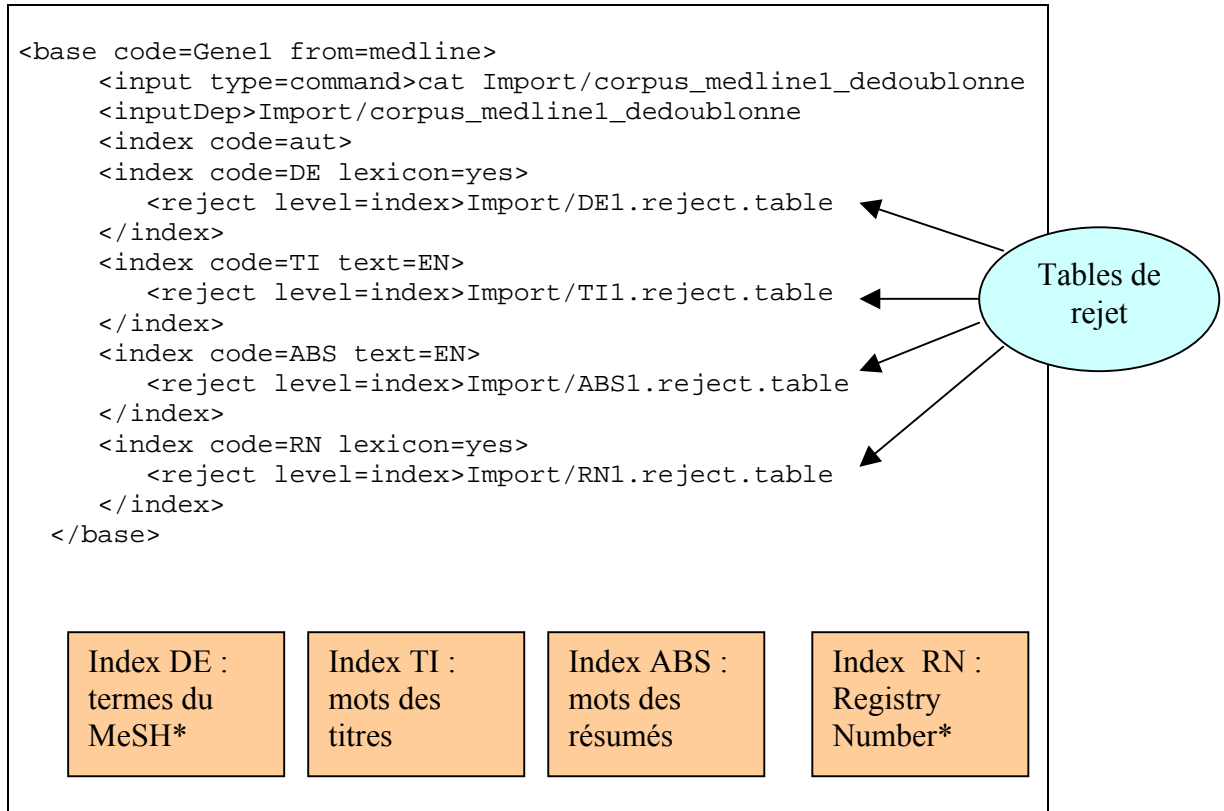 <base code=Gene1 from=medline>
<input type=command>cat Import/corpus_medline1_dedoublonne
<inputDep>Import/corpus_medline1_dedoublonne
<index code=aut>
<index code=DE lexicon=yes>
<reject level=index>Import/DE1.reject.table
</index>
<index code=TI text=EN>
<reject level=index>Import/TI1.reject.table
</index>
<index code=ABS text=EN>
<reject level=index>Import/ABS1.reject.table
</index>
<index code=RN lexicon=yes>
<reject level=index>Import/RN1.reject.table
</index>
</base>
Tables de
rejet
Index DE :
termes du
MeSH*
Index TI :
mots des
titres
Index ABS :
mots des
résumés
Index RN :
Registry
Number*